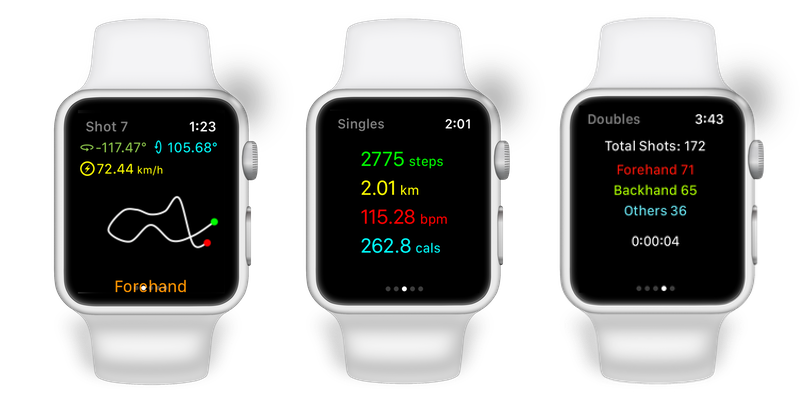 Shot 7 1:23
-117.47° 105.68°
72.44 km/h
Forehand
Singles 2:01
2775 steps
2.01 km
115.28 bpm
262.8 cals
Doubles 3:43
Total Shots: 172
Forehand 71
Backhand 65
Others 36
0:00:04